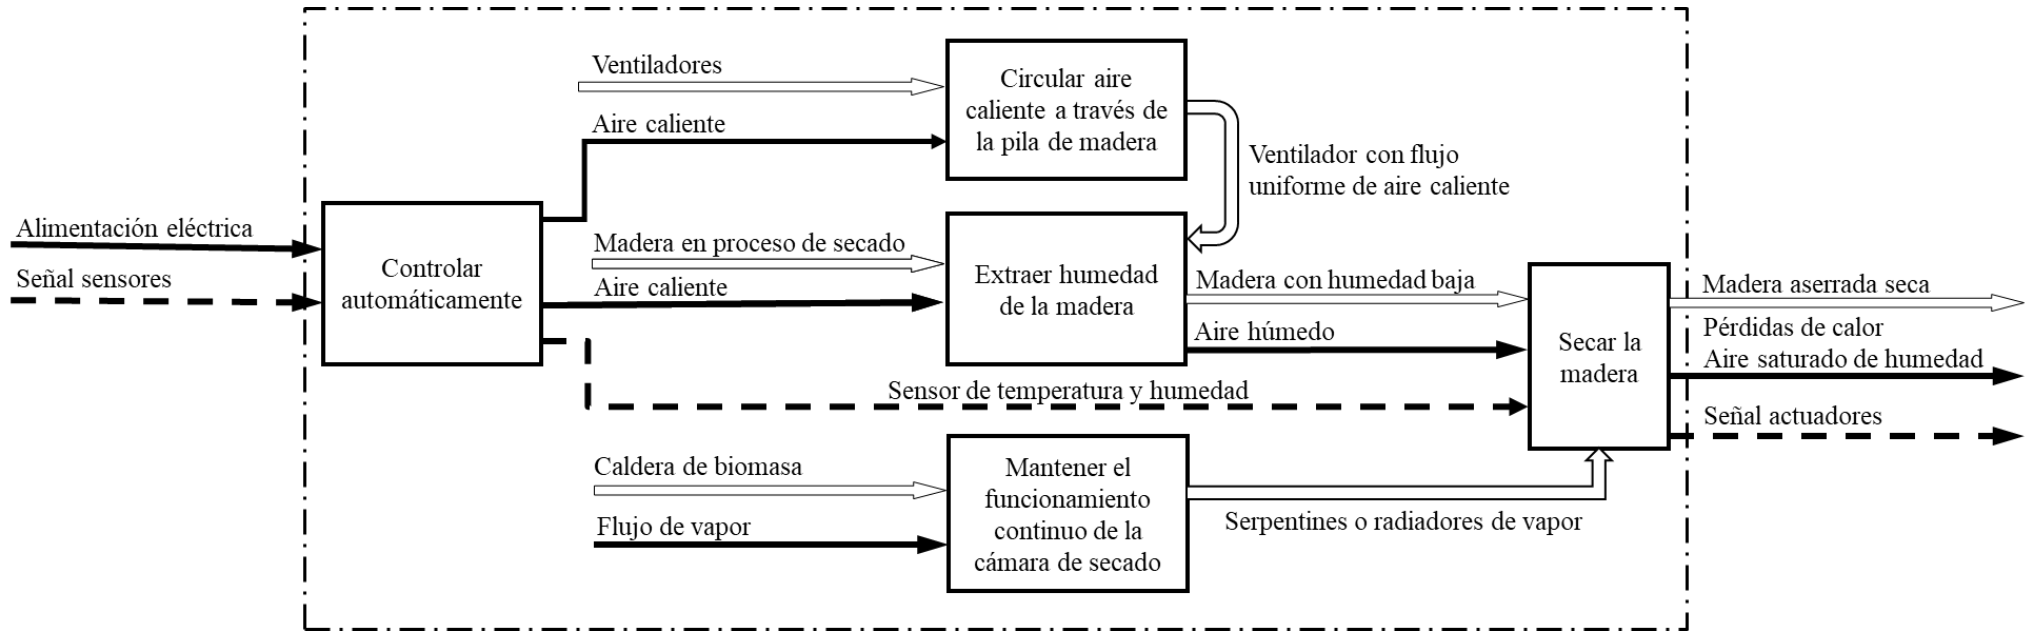 Alimentación eléctrica
Señal sensores
Controlar
automáticamente
Ventiladores
Aire caliente
Circular aire
caliente a través de
la pila de madera
Ventilador con flujo
uniforme de aire caliente
Madera en proceso de secado
Aire caliente
Extraer humedad
de la madera
Madera con humedad baja
Aire húmedo
Sensor de temperatura y humedad
Caldera de biomasa
Flujo de vapor
Mantener el
funcionamiento
continuo de la
cámara de secado
Serpentines o radiadores de vapor
Secar la
madera
Madera aserrada seca
Pérdidas de calor
Aire saturado de humedad
Señal actuadores